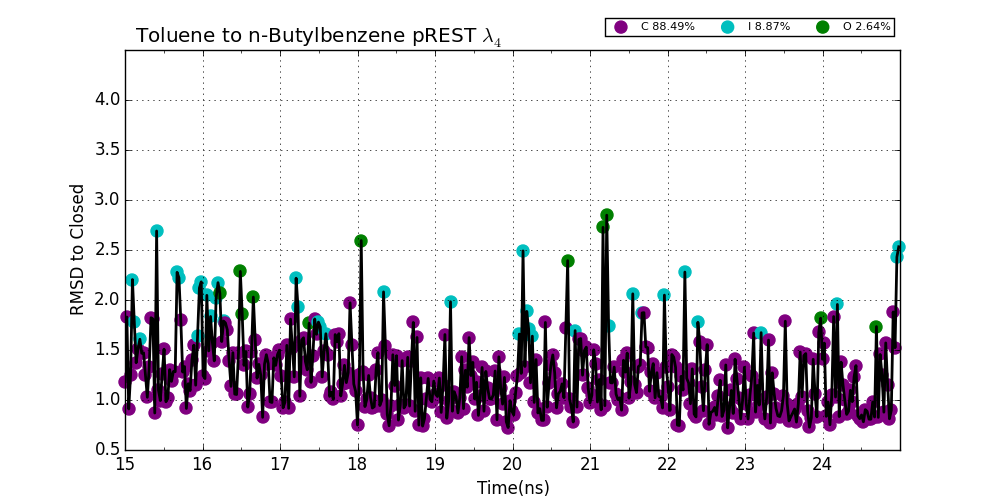 Toluene to n-Butylbenzene pREST λ₄
C 88.49% I 8.87% O 2.64%
RMSD to Closed
4.0
3.5
3.0
2.5
2.0
1.5
1.0
0.5
15 16 17 18 19 20 21 22 23 24
Time(ns)